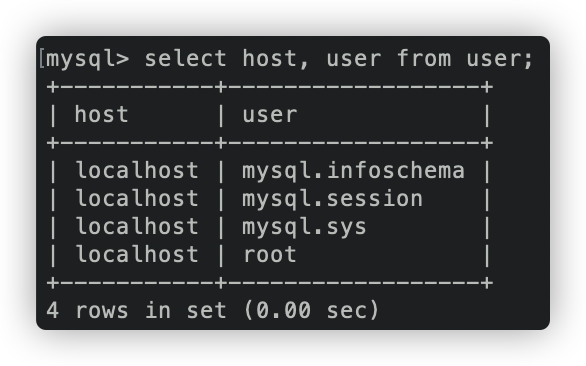 [mysql> select host, user from user;
+-----------+------------------+
| host      | user             |
+-----------+------------------+
| localhost | mysql.infoschema |
| localhost | mysql.session    |
| localhost | mysql.sys        |
| localhost | root             |
+-----------+------------------+
4 rows in set (0.00 sec)